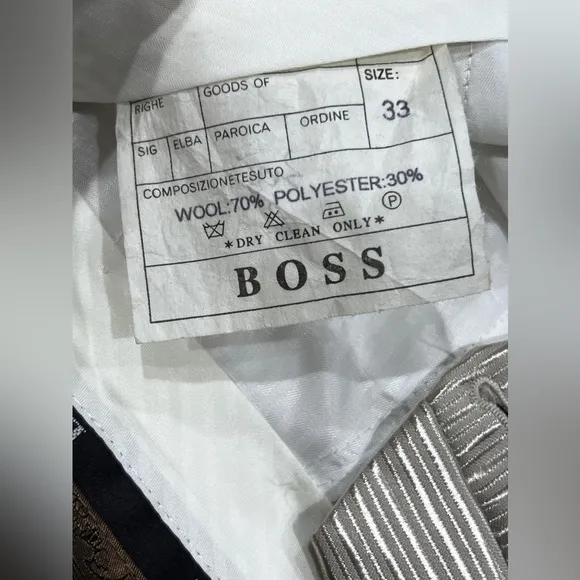 RIGHE GOODS OF SIZE:
33
SIG ELBA PAROICA ORDINE
COMPOSIZIONETESUTO
WOOL:70% POLYESTER:30%
P
*DRY CLEAN ONLY*
BOSS